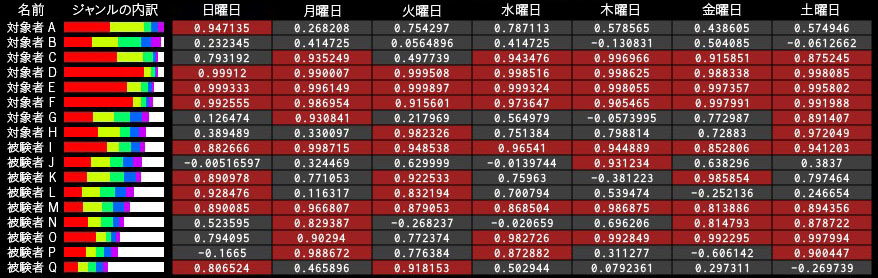 名前 ジャンルの内訳 日曜日 月曜日 火曜日 水曜日 木曜日 金曜日 土曜日
対象者 A 0.947135 0.268208 0.754297 0.787113 0.578565 0.438605 0.574946
対象者 B 0.232345 0.414725 0.0564896 0.414725 -0.130831 0.504085 -0.0612662
対象者 C 0.793192 0.935249 0.497739 0.943476 0.996966 0.915851 0.875245
対象者 D 0.99912 0.990007 0.999508 0.998516 0.998625 0.988338 0.998085
対象者 E 0.999333 0.996149 0.999897 0.999324 0.998055 0.997357 0.995802
対象者 F 0.992555 0.986954 0.915601 0.973647 0.905465 0.997991 0.991988
対象者 G 0.126474 0.930841 0.217969 0.564979 -0.0573995 0.772987 0.891407
対象者 H 0.389489 0.330097 0.982326 0.751384 0.798814 0.72883 0.972049
被験者 I 0.882666 0.998715 0.948538 0.96541 0.944889 0.852806 0.941203
被験者 J -0.00516597 0.324469 0.629999 -0.0139744 0.931234 0.638296 0.3837
被験者 K 0.890978 0.771053 0.922533 0.75963 -0.381223 0.985854 0.797464
被験者 L 0.928476 0.116317 0.832194 0.700794 0.539474 -0.252136 0.246654
被験者 M 0.890085 0.966807 0.879053 0.868504 0.986875 0.813886 0.894356
被験者 N 0.523595 0.829387 -0.268237 -0.020659 0.696206 0.814793 0.878722
被験者 O 0.794095 0.90294 0.772374 0.982726 0.992849 0.992295 0.997994
被験者 P -0.1665 0.988672 0.776384 0.872882 0.311277 -0.606142 0.900447
被験者 Q 0.806524 0.465896 0.918153 0.502944 0.0792361 0.297311 -0.269739